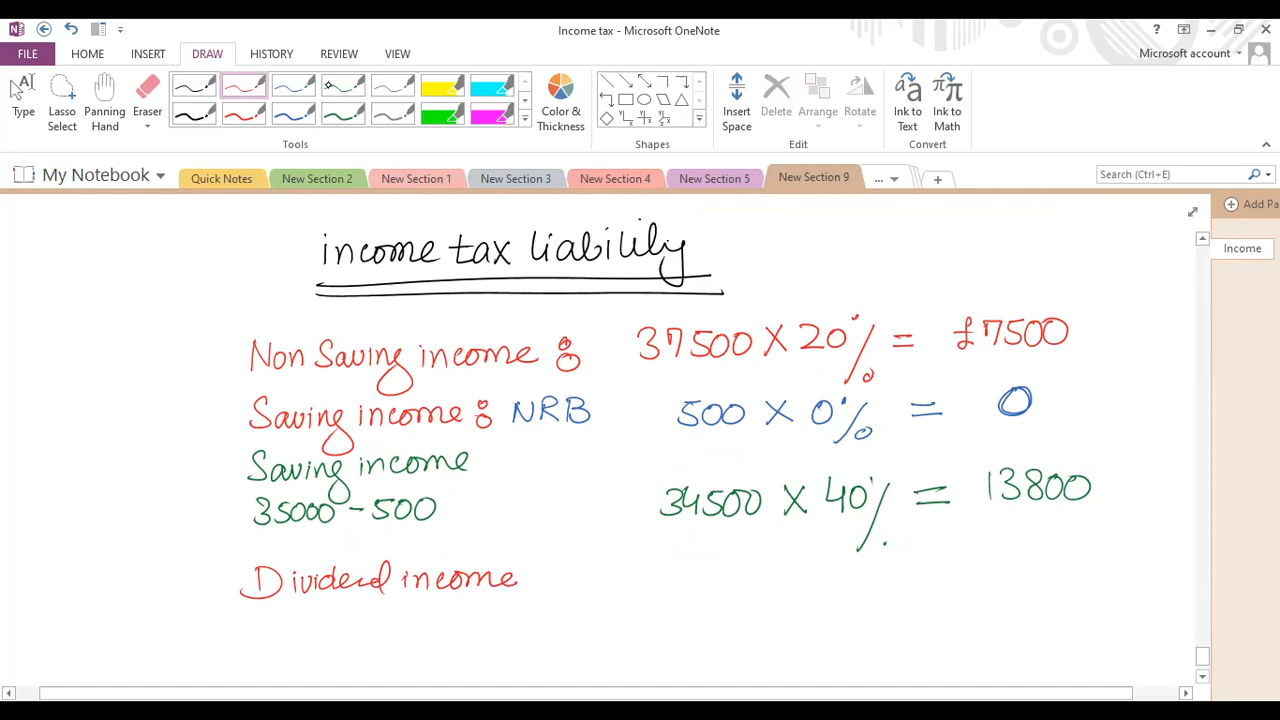 Income tax - Microsoft OneNote
FILE HOME INSERT DRAW HISTORY REVIEW VIEW
Microsoft account
Type
Lasso Select
Panning Hand
Eraser
Color & Thickness
Insert Space
Delete
Arrange
Rotate
Ink to Text
Ink to Math
Tools Shapes Edit Convert
My Notebook Quick Notes New Section 2 New Section 1 New Section 3 New Section 4 New Section 5 New Section 9 ... Search (Ctrl+E)
Add Pa
Income
income tax liability
Non Saving income : 37500 X 20% = £7500
Saving income : NRB 500 X 0% = 0
Saving income
35000 - 500 34500 X 40% = 13800
Dividend income